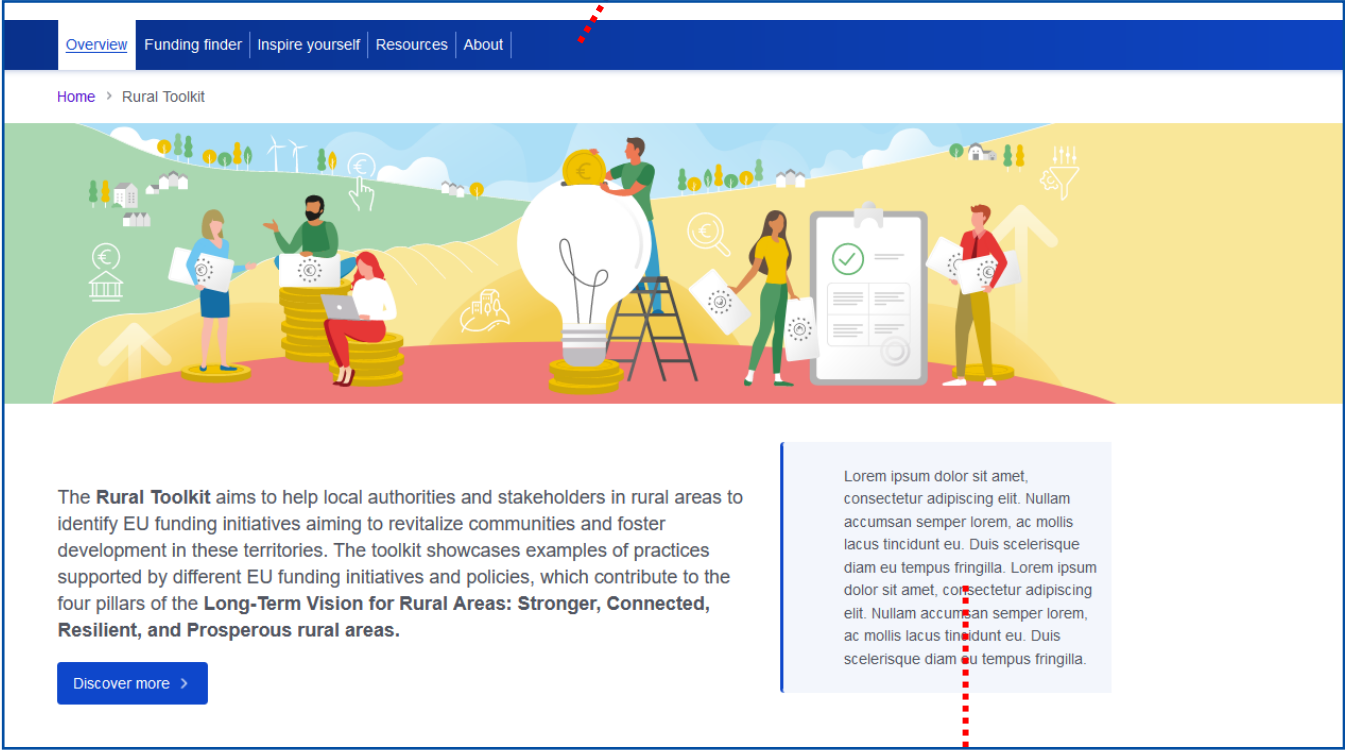 Overview Funding finder Inspire yourself Resources About
Home > Rural Toolkit
The Rural Toolkit aims to help local authorities and stakeholders in rural areas to
identify EU funding initiatives aiming to revitalize communities and foster
development in these territories. The toolkit showcases examples of practices
supported by different EU funding initiatives and policies, which contribute to the
four pillars of the Long-Term Vision for Rural Areas: Stronger, Connected,
Resilient, and Prosperous rural areas.
Discover more >
Lorem ipsum dolor sit amet,
consectetur adipiscing elit. Nullam
accumsan semper lorem, ac mollis
lacus tincidunt eu. Duis scelerisque
diam eu tempus fringilla. Lorem ipsum
dolor sit amet, consectetur adipiscing
elit. Nullam accumsan semper lorem,
ac mollis lacus tincidunt eu. Duis
scelerisque diam eu tempus fringilla.